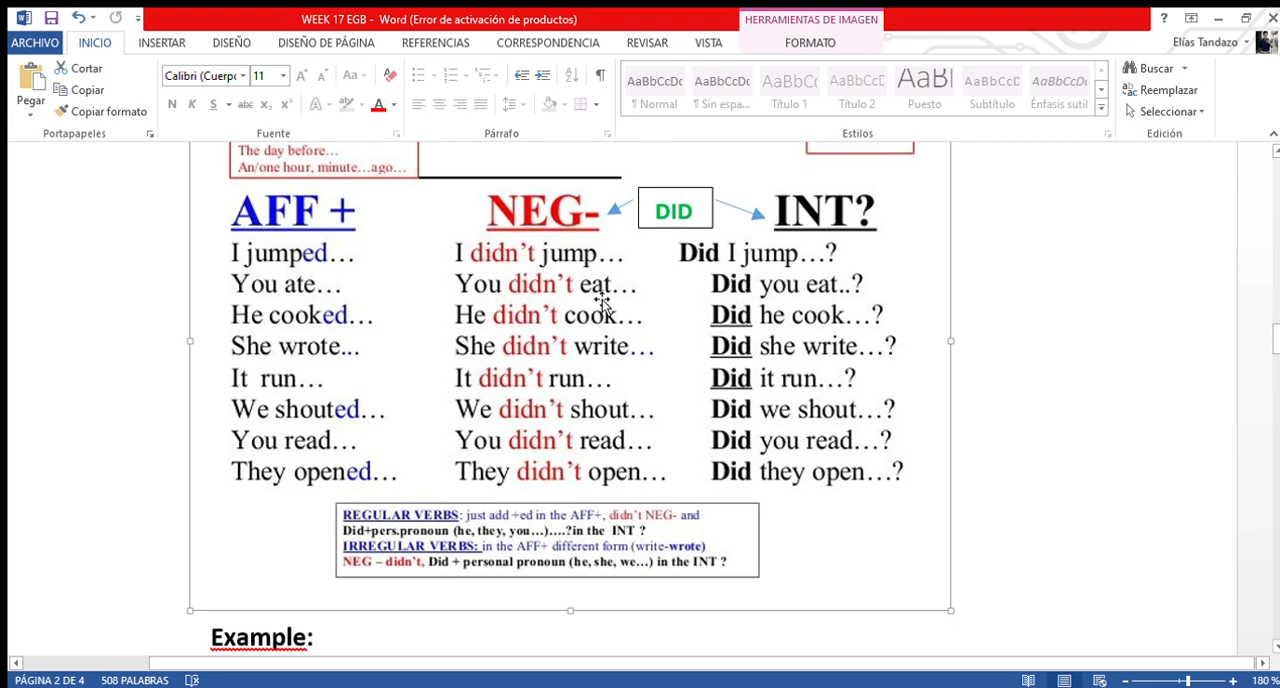 WEEK 17 EGB - Word (Error de activación de productos)
HERRAMIENTAS DE IMAGEN
ARCHIVO INICIO INSERTAR DISEÑO DISEÑO DE PÁGINA REFERENCIAS CORRESPONDENCIA REVISAR VISTA FORMATO Elías Tandazo
Pegar
Cortar
Copiar
Copiar formato
Portapapeles
Calibri (Cuerpo 11
N K S abc x₂ x²
Fuente
Párrafo
AaBbCcDc AaBbCcDc AaBbCc AaBbCcD AaBl AaBbCcD AaBbCcDc
¶ Normal ¶ Sin espa... Título 1 Título 2 Puesto Subtítulo Énfasis sutil
Estilos
Buscar
Reemplazar
Seleccionar
Edición
The day before…
An/one hour, minute…ago…
AFF + NEG- DID INT?
I jumped… I didn’t jump… Did I jump…?
You ate… You didn’t eat… Did you eat..?
He cooked… He didn’t cook… Did he cook…?
She wrote... She didn’t write… Did she write…?
It run… It didn’t run… Did it run…?
We shouted… We didn’t shout… Did we shout…?
You read… You didn’t read… Did you read…?
They opened… They didn’t open… Did they open…?
REGULAR VERBS: just add +ed in the AFF+, didn’t NEG- and
Did+pers.pronoun (he, they, you…)….?in the INT ?
IRREGULAR VERBS: in the AFF+ different form (write-wrote)
NEG – didn’t, Did + personal pronoun (he, she, we…) in the INT ?
Example:
PÁGINA 2 DE 4 508 PALABRAS 180 %